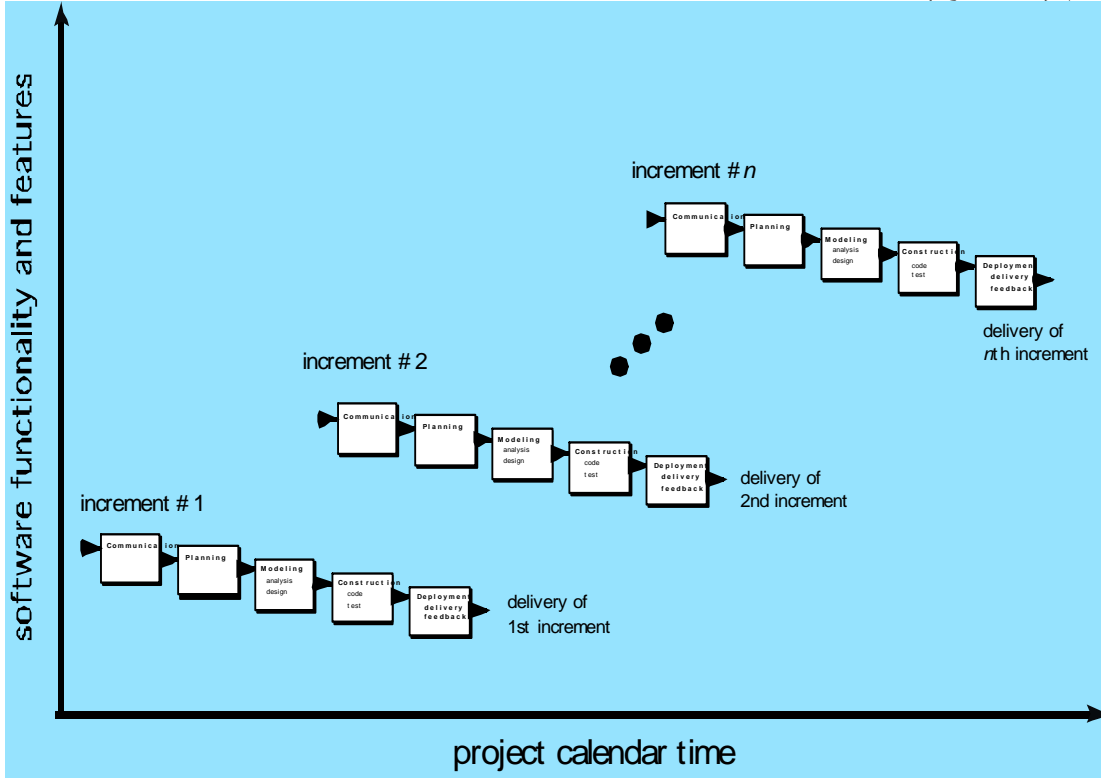 software functionality and features
increment # n
Communication
Planning
Modeling
analysis
design
Construction
code
test
Deployment
delivery
feedback
delivery of
nth increment
increment # 2
Communication
Planning
Modeling
analysis
design
Construction
code
test
Deployment
delivery
feedback
delivery of
2nd increment
increment # 1
Communication
Planning
Modeling
analysis
design
Construction
code
test
Deployment
delivery
feedback
delivery of
1st increment
project calendar time